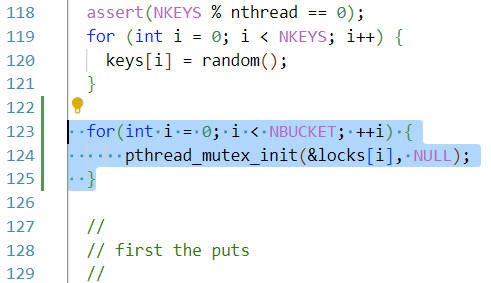 118 assert(NKEYS % nthread == 0);
119 for (int i = 0; i < NKEYS; i++) {
120 keys[i] = random();
121 }
122
123 for(int i = 0; i < NBUCKET; ++i) {
124 pthread_mutex_init(&locks[i], NULL);
125 }
126
127 //
128 // first the puts
129 //